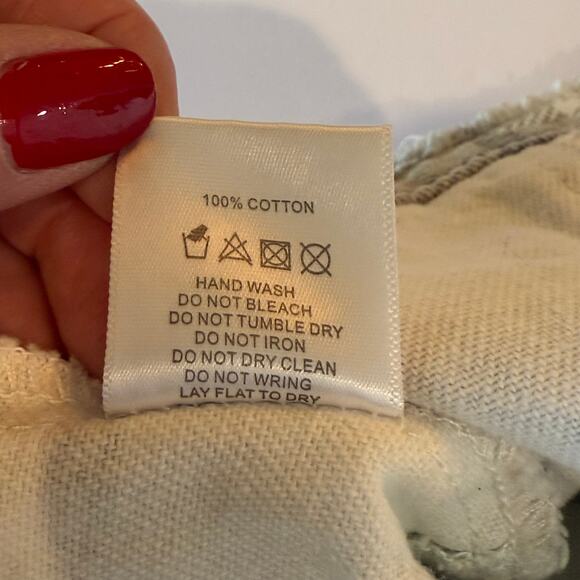 100% COTTON
HAND WASH
DO NOT BLEACH
DO NOT TUMBLE DRY
DO NOT IRON
DO NOT DRY CLEAN
DO NOT WRING
LAY FLAT TO DRY